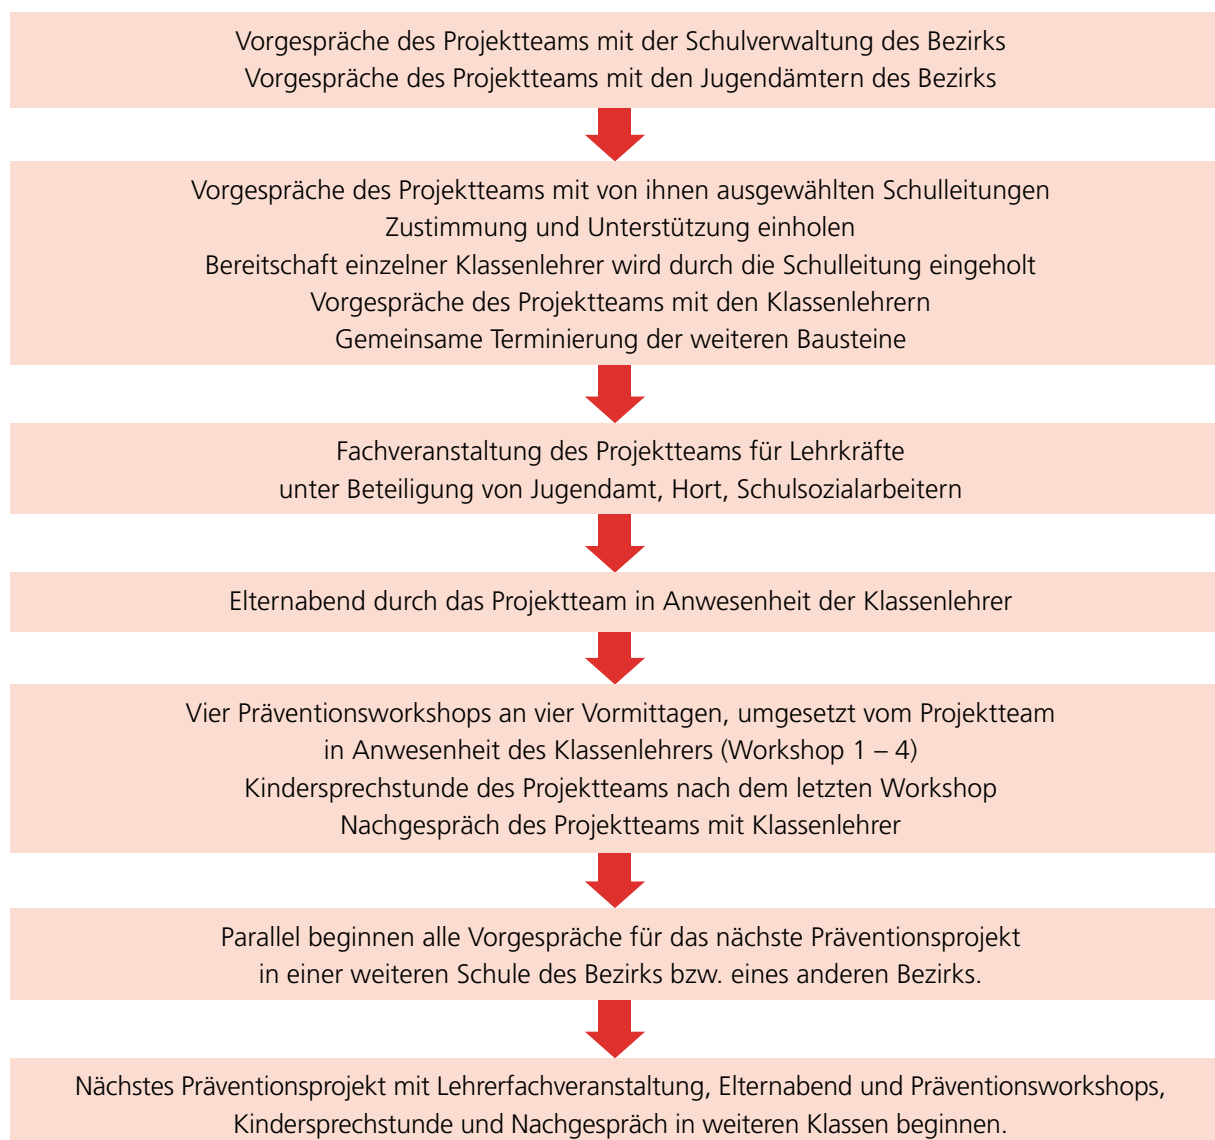 Vorgespräche des Projektteams mit der Schulverwaltung des Bezirks
Vorgespräche des Projektteams mit den Jugendämtern des Bezirks
Vorgespräche des Projektteams mit von ihnen ausgewählten Schulleitungen
Zustimmung und Unterstützung einholen
Bereitschaft einzelner Klassenlehrer wird durch die Schulleitung eingeholt
Vorgespräche des Projektteams mit den Klassenlehrern
Gemeinsame Terminierung der weiteren Bausteine
Fachveranstaltung des Projektteams für Lehrkräfte
unter Beteiligung von Jugendamt, Hort, Schulsozialarbeitern
Elternabend durch das Projektteam in Anwesenheit der Klassenlehrer
Vier Präventionsworkshops an vier Vormittagen, umgesetzt vom Projektteam
in Anwesenheit des Klassenlehrers (Workshop 1 – 4)
Kindersprechstunde des Projektteams nach dem letzten Workshop
Nachgespräch des Projektteams mit Klassenlehrer
Parallel beginnen alle Vorgespräche für das nächste Präventionsprojekt
in einer weiteren Schule des Bezirks bzw. eines anderen Bezirks.
Nächstes Präventionsprojekt mit Lehrerfachveranstaltung, Elternabend und Präventionsworkshops,
Kindersprechstunde und Nachgespräch in weiteren Klassen beginnen.